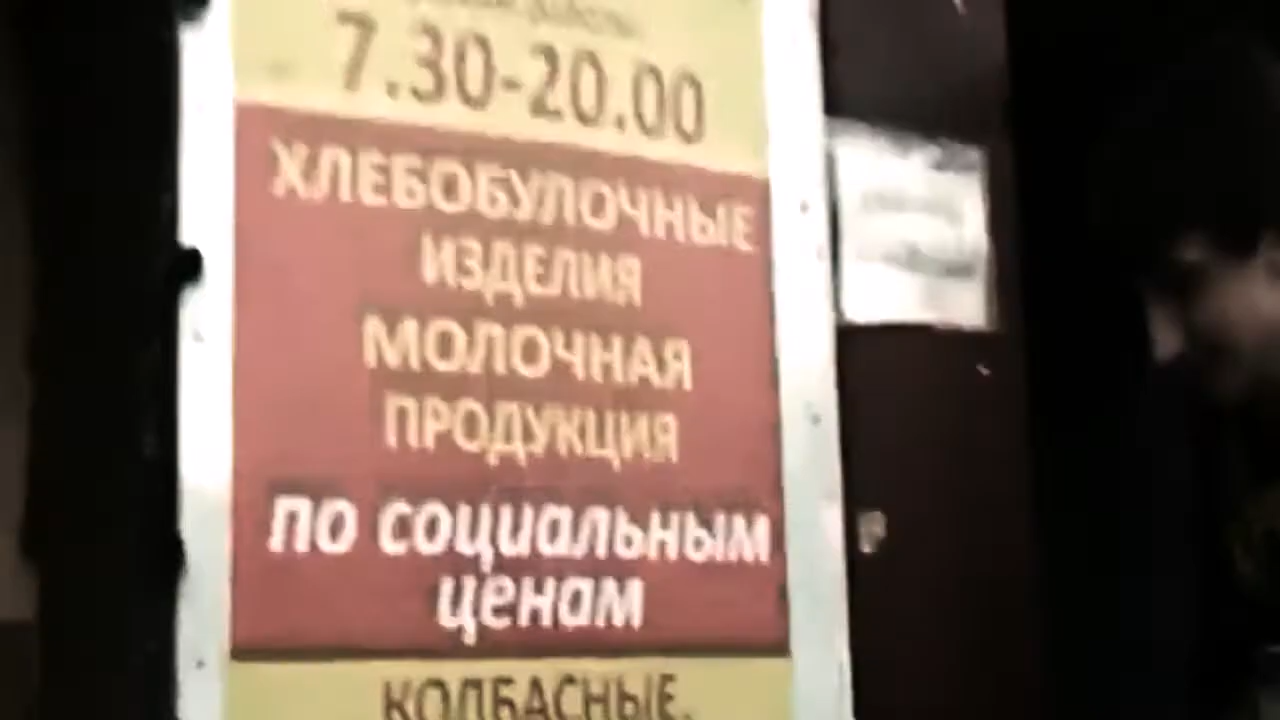 7.30-20.00
ХЛЕБОБУЛОЧНЫЕ
ИЗДЕЛИЯ
МОЛОЧНАЯ
ПРОДУКЦИЯ
по социальным
ценам
КОЛБАСНЫЕ,